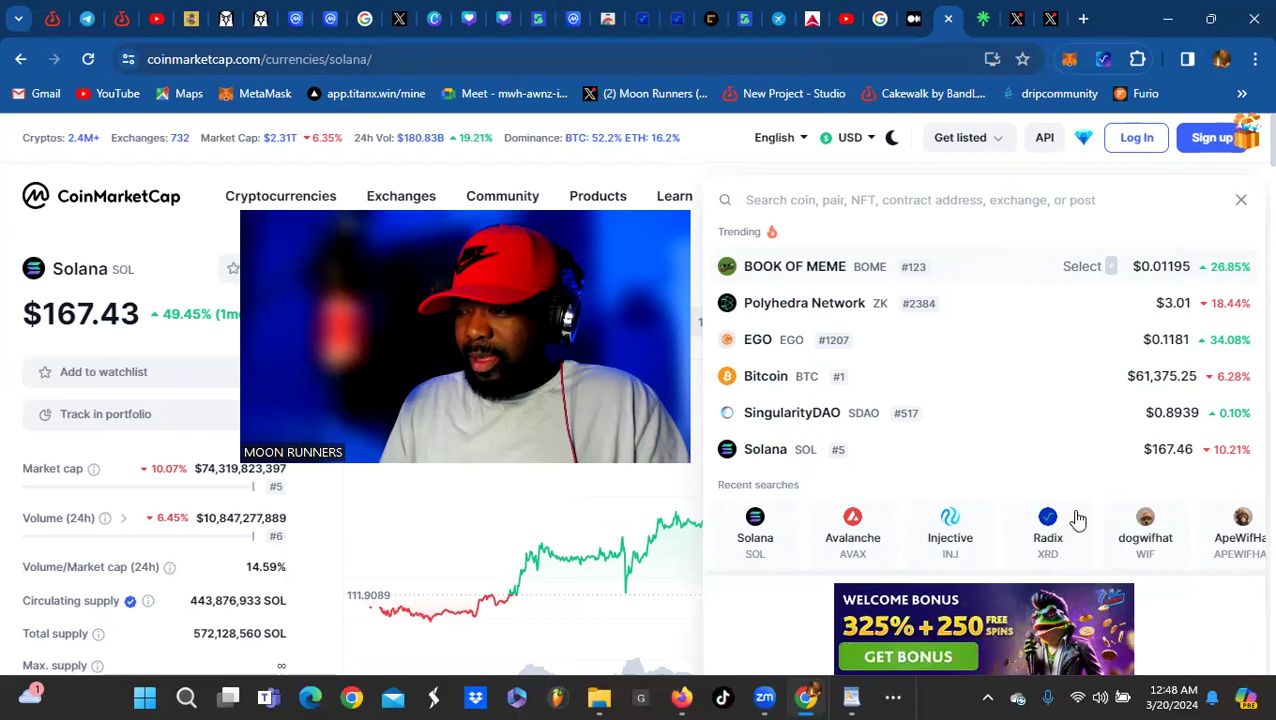 coinmarketcap.com/currencies/solana/
Gmail YouTube Maps MetaMask app.titanx.win/mine Meet - mwh-awnz-i... (2) Moon Runners (... New Project - Studio Cakewalk by BandL... dripcommunity Furio
Cryptos: 2.4M+ Exchanges: 732 Market Cap: $2.31T 6.35% 24h Vol: $180.83B 19.21% Dominance: BTC: 52.2% ETH: 16.2% English USD Get listed API Log In Sign up
CoinMarketCap Cryptocurrencies Exchanges Community Products Learn
Search coin, pair, NFT, contract address, exchange, or post
Trending
BOOK OF MEME BOME #123 Select $0.01195 26.85%
Polyhedra Network ZK #2384 $3.01 18.44%
EGO EGO #1207 $0.1181 34.08%
Bitcoin BTC #1 $61,375.25 6.28%
SingularityDAO SDAO #517 $0.8939 0.10%
Solana SOL #5 $167.46 10.21%
Recent searches
Solana Avalanche Injective Radix dogwifhat ApeWifHa
SOL AVAX INJ XRD WIF APEWIFHA
Solana SOL
$167.43 49.45% (1m
Add to watchlist
Track in portfolio
MOON RUNNERS
Market cap 10.07% $74,319,823,397
#5
Volume (24h) 6.45% $10,847,277,889
#6
Volume/Market cap (24h) 14.59%
Circulating supply 443,876,933 SOL
Total supply 572,128,560 SOL
Max. supply ∞
111.9089
WELCOME BONUS
325% + 250 FREE SPINS
GET BONUS
1 12:48 AM
3/20/2024
PRE